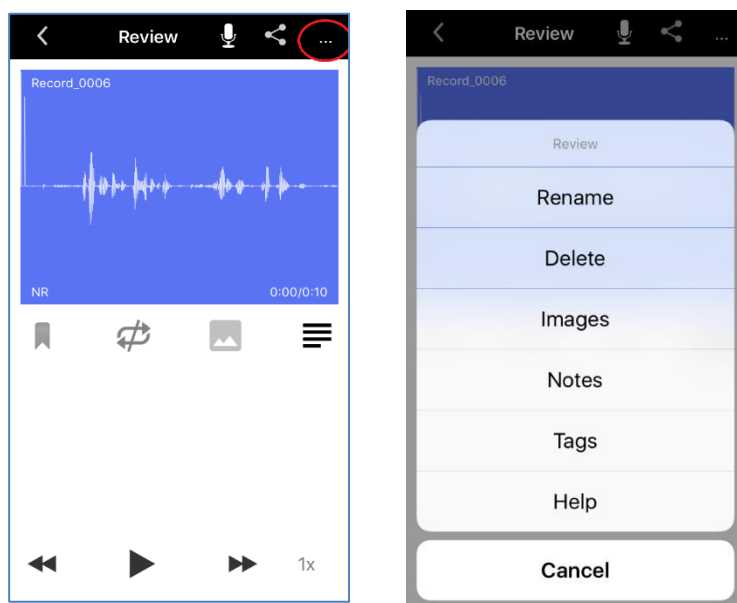 Review
...
Record_0006
NR 0:00/0:10
1x
Review
...
Record_0006
Review
Rename
Delete
Images
Notes
Tags
Help
Cancel